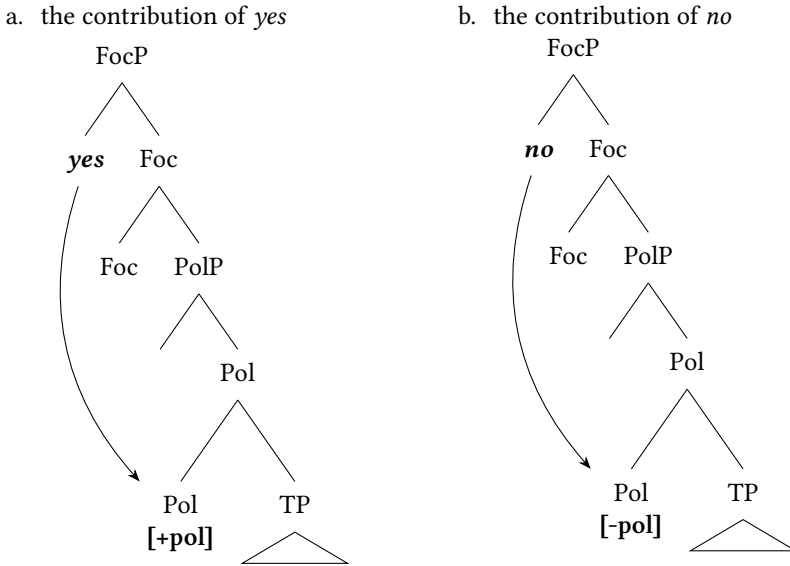 a. the contribution of yes
FocP
yes Foc
Foc PolP
Pol
Pol TP
[+pol]
b. the contribution of no
FocP
no Foc
Foc PolP
Pol
Pol TP
[-pol]